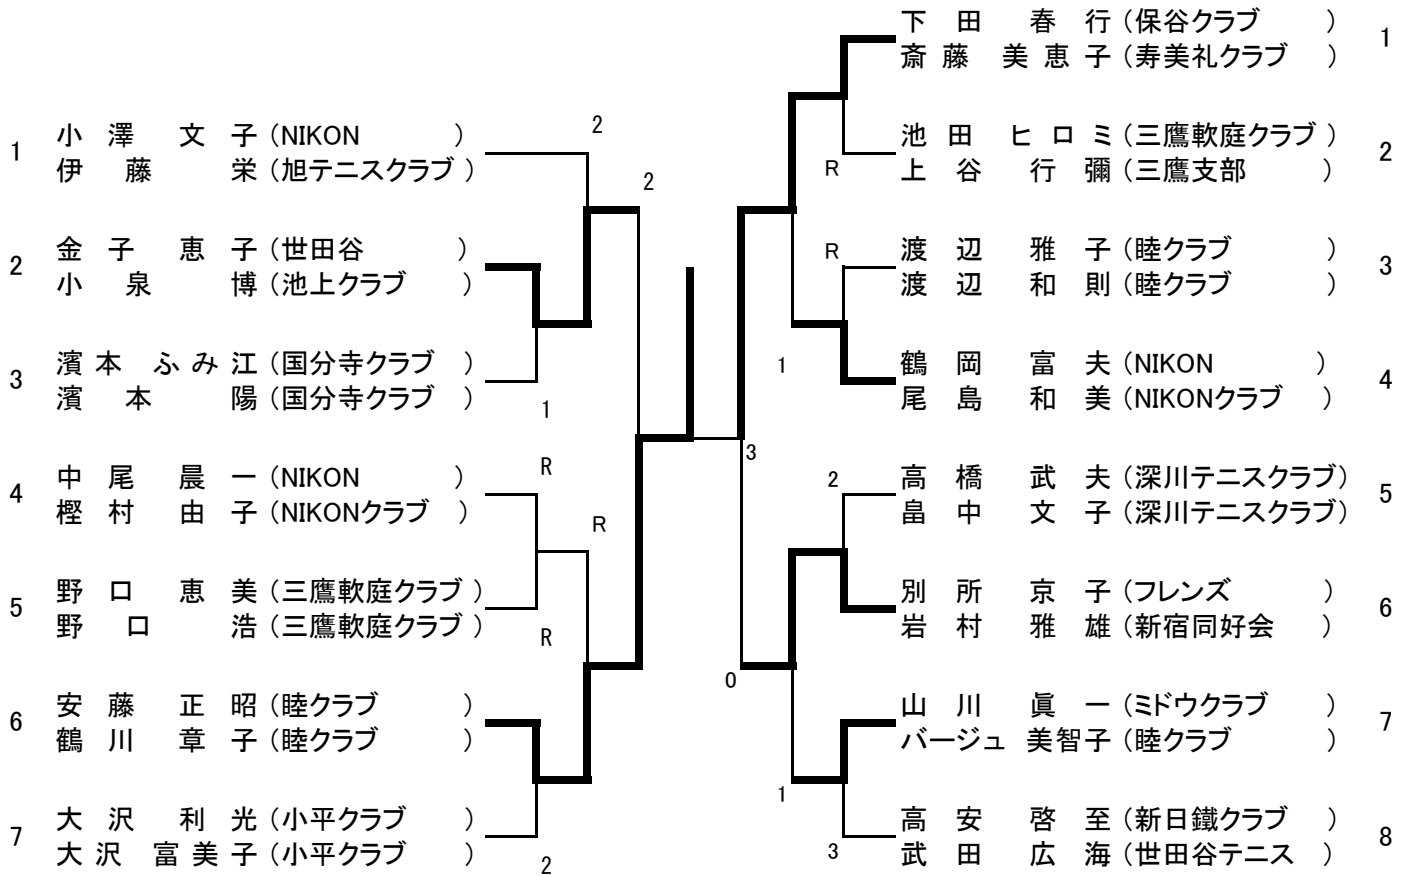 1
小澤 文子（NIKON ）
伊藤 栄（旭テニスクラブ ）
2
金子 恵子（世田谷 ）
小泉 博（池上クラブ ）
3
濱本 ふみ江（国分寺クラブ ）
濱本 陽（国分寺クラブ ）
4
中尾 晨一（NIKON ）
樫村 由子（NIKONクラブ ）
5
野口 恵美（三鷹軟庭クラブ ）
野口 浩（三鷹軟庭クラブ ）
6
安藤 正昭（睦クラブ ）
鶴川 章子（睦クラブ ）
7
大沢 利光（小平クラブ ）
大沢 富美子（小平クラブ ）
2
2
1
R
R
R
2
下田 春行（保谷クラブ ）
斎藤 美恵子（寿美礼クラブ ）
1
池田 ヒロミ（三鷹軟庭クラブ ）
上谷 行彌（三鷹支部 ）
2
渡辺 雅子（睦クラブ ）
渡辺 和則（睦クラブ ）
3
鶴岡 富夫（NIKON ）
尾島 和美（NIKONクラブ ）
4
高橋 武夫（深川テニスクラブ）
畠中 文子（深川テニスクラブ）
5
別所 京子（フレンズ ）
岩村 雅雄（新宿同好会 ）
6
山川 眞一（ミドウクラブ ）
バージュ 美智子（睦クラブ ）
7
高安 啓至（新日鐵クラブ ）
武田 広海（世田谷テニス ）
8
R
R
1
3
2
0
1
3